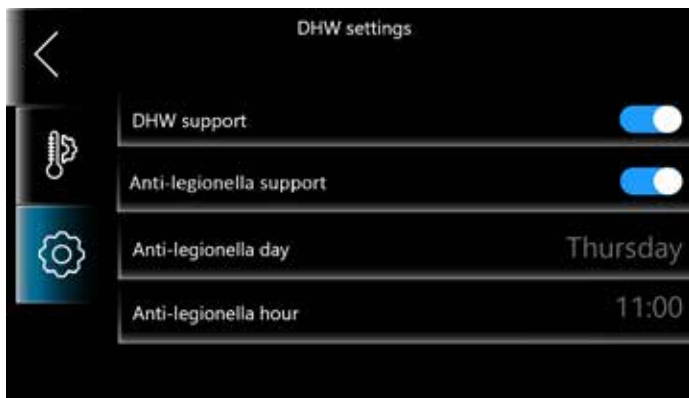 DHW settings
DHW support
Anti-legionella support
Anti-legionella day Thursday
Anti-legionella hour 11:00